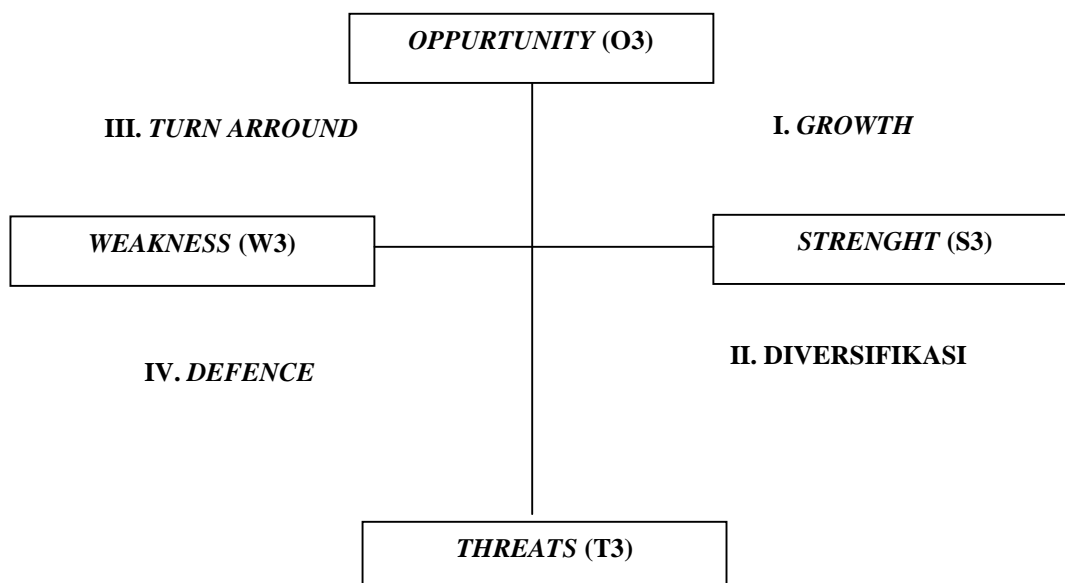 OPPURTUNITY (O3)
III. TURN ARROUND
I. GROWTH
WEAKNESS (W3)
STRENGHT (S3)
IV. DEFENCE
II. DIVERSIFIKASI
THREATS (T3)